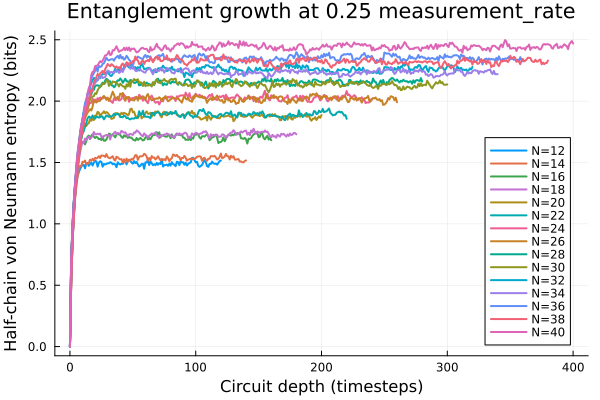 Entanglement growth at 0.25 measurement_rate
Half-chain von Neumann entropy (bits)
2.5
2.0
1.5
1.0
0.5
0.0
N=12
N=14
N=16
N=18
N=20
N=22
N=24
N=26
N=28
N=30
N=32
N=34
N=36
N=38
N=40
0
100
200
300
400
Circuit depth (timesteps)